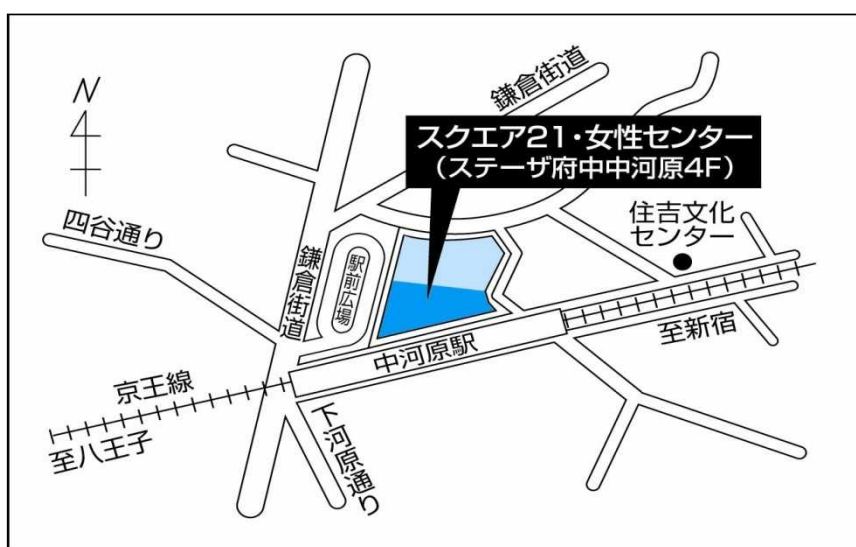 N
鎌倉街道
スクエア21・女性センター
（ステーザ府中中河原4F）
住吉文化
センター
四谷通り
鎌倉街道
駅前広場
至新宿
中河原駅
京王線
至八王子
下河原通り